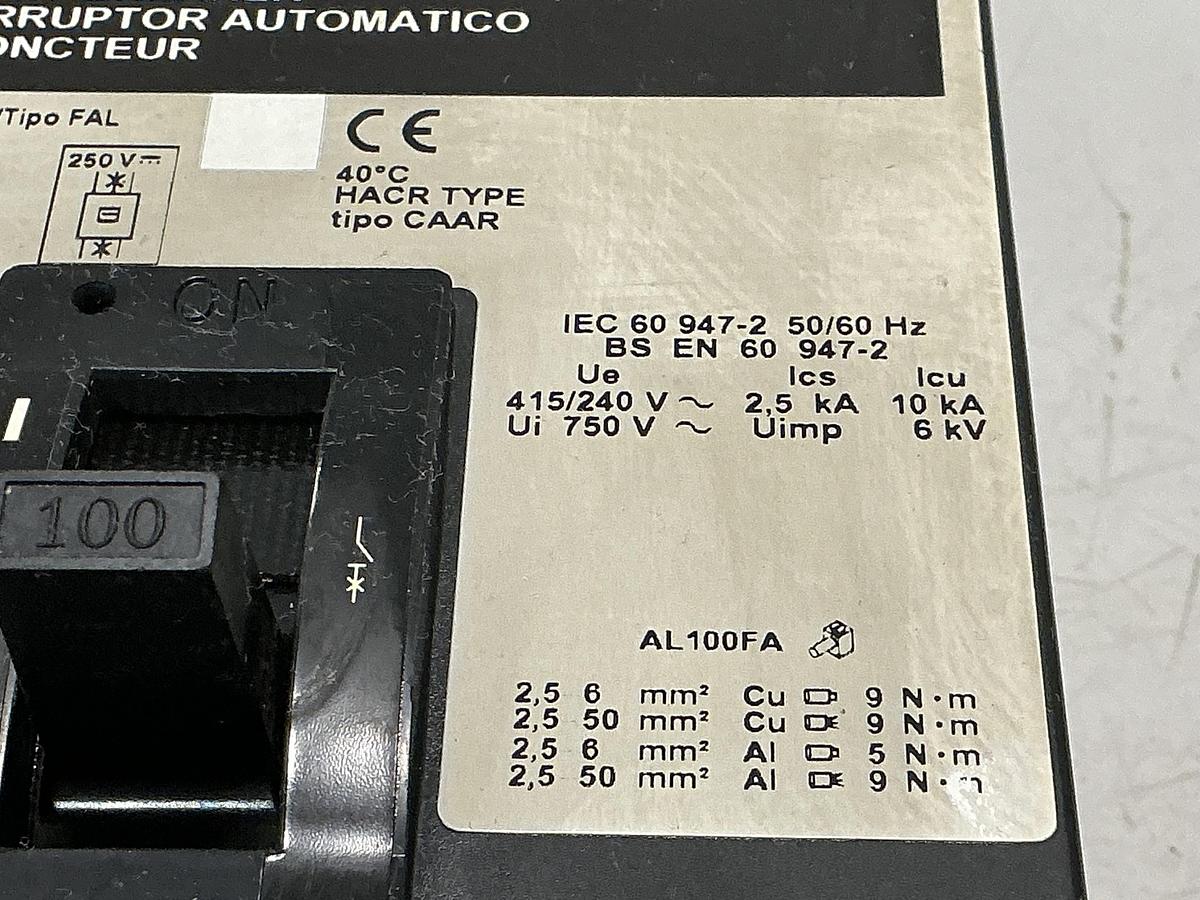 RRUPTOR AUTOMATICO
ONCTEUR
/Tipo FAL
CE
250 V
40°C
HACR TYPE
tipo CAAR
ON
I
100
IEC 60 947-2 50/60 Hz
BS EN 60 947-2
Ue Ics Icu
415/240 V ~ 2,5 kA 10 kA
Ui 750 V ~ Uimp 6 kV
AL100FA
2,5 6 mm² Cu 9 N·m
2,5 50 mm² Cu 9 N·m
2,5 6 mm² Al 5 N·m
2,5 50 mm² Al 9 N·